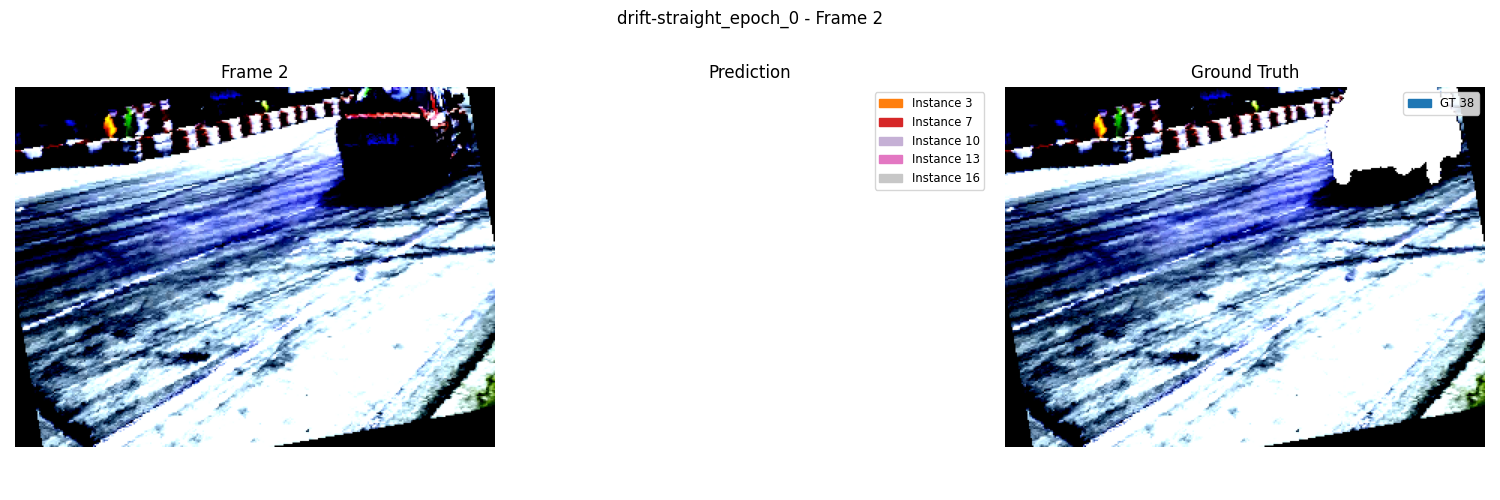 drift-straight_epoch_0 - Frame 2
Frame 2
Prediction
Instance 3
Instance 7
Instance 10
Instance 13
Instance 16
Ground Truth
GT 38